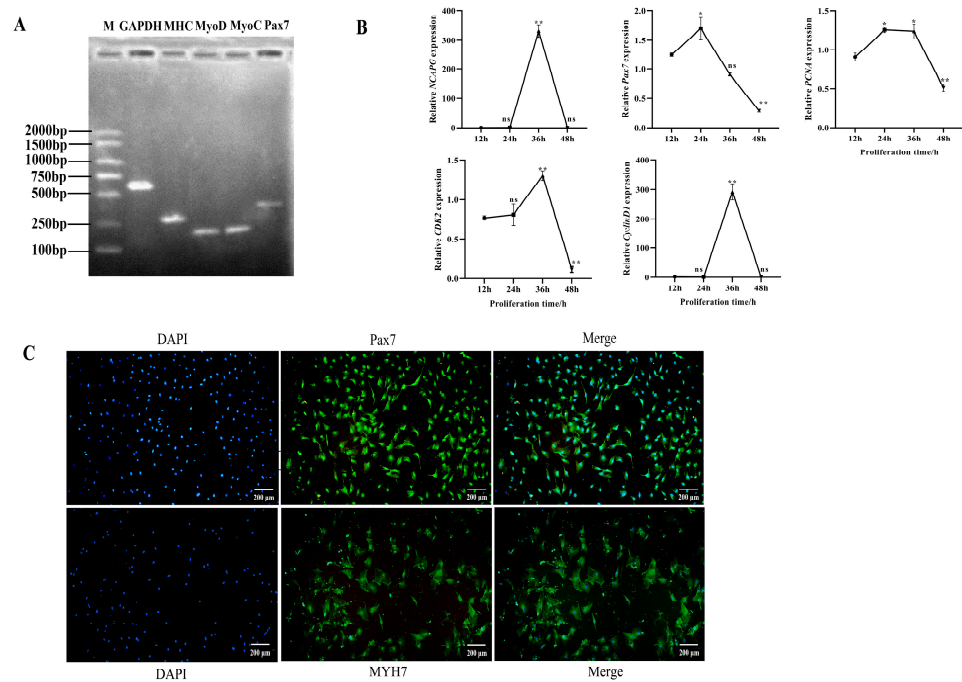 A
M GAPDH MHC MyoD MyoC Pax7
2000bp
1500bp
1000bp
750bp
500bp
250bp
100bp
B
Relative NCAPG expression
400
300
200
100
0
ns
**
ns
12h 24h 36h 48h
Relative Pax7 expression
2.0
1.5
1.0
0.5
0.0
*
ns
**
12h 24h 36h 48h
Relative PCNA expression
1.5
1.0
0.5
0.0
*
*
**
12h 24h 36h 48h
Proliferation time/h
Relative CDK2 expression
1.5
1.0
0.5
0.0
ns
**
**
12h 24h 36h 48h
Proliferation time/h
Relative CyclinD1 expression
400
300
200
100
0
ns
**
ns
12h 24h 36h 48h
Proliferation time/h
C
DAPI Pax7 Merge
200 μm 200 μm 200 μm
200 μm 200 μm 200 μm
DAPI MYH7 Merge